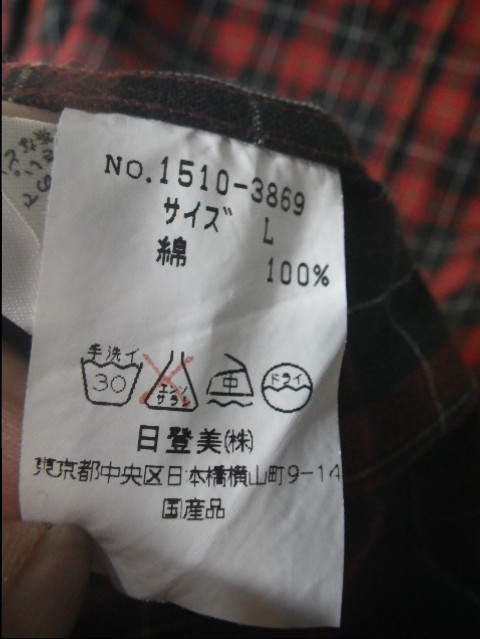 No.1510-3869
サイズ L
綿 100%
手洗イ
30
エンソ
サラシ
中
ドライ
日登美(株)
東京都中央区日本橋横山町9-14
国産品